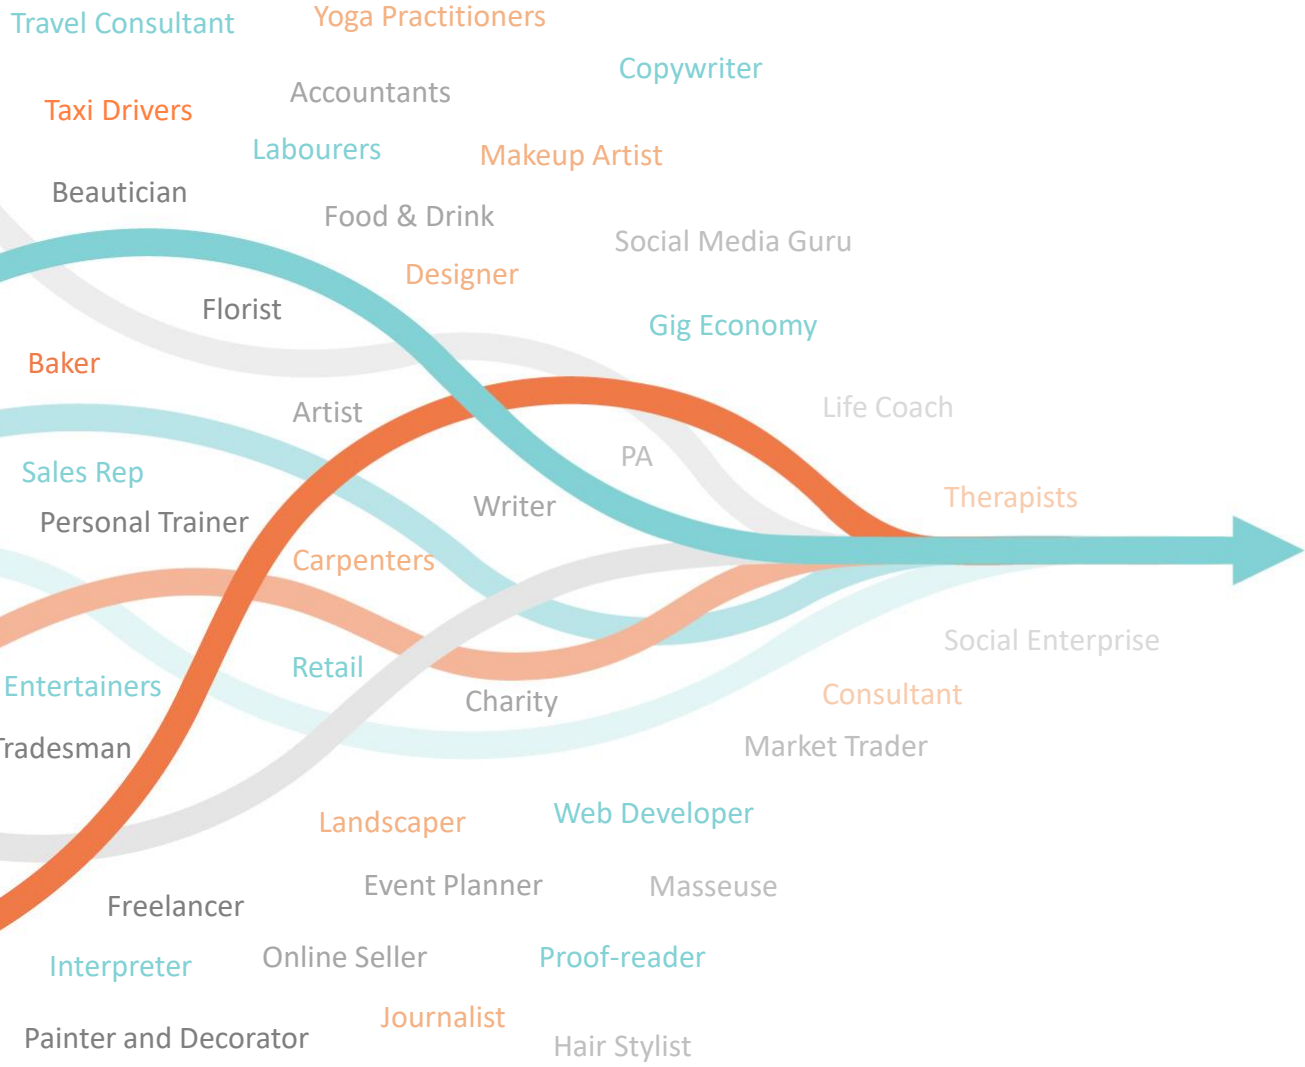 Travel Consultant
Yoga Practitioners
Copywriter
Accountants
Taxi Drivers
Labourers
Makeup Artist
Beautician
Food & Drink
Social Media Guru
Designer
Florist
Gig Economy
Baker
Artist
Life Coach
PA
Sales Rep
Therapists
Writer
Personal Trainer
Carpenters
Social Enterprise
Retail
Entertainers
Consultant
Charity
Tradesman
Market Trader
Landscaper
Web Developer
Event Planner
Masseuse
Freelancer
Online Seller
Proof-reader
Interpreter
Journalist
Painter and Decorator
Hair Stylist